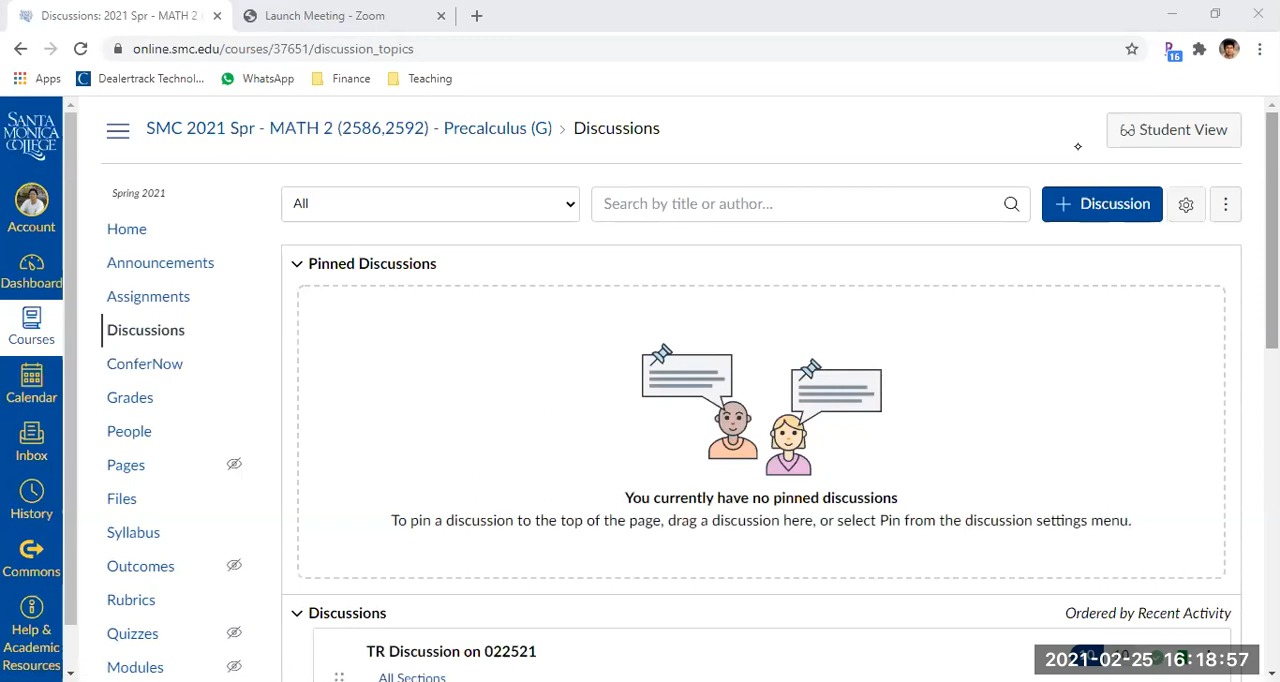 Discussions: 2021 Spr - MATH 2
Launch Meeting - Zoom
online.smc.edu/courses/37651/discussion_topics
16
Apps
Dealertrack Technol...
WhatsApp
Finance
Teaching
SANTA
MONICA
COLLEGE
Account
Dashboard
Courses
Calendar
Inbox
History
Commons
Help &
Academic
Resources
SMC 2021 Spr - MATH 2 (2586,2592) - Precalculus (G) > Discussions
Student View
Spring 2021
Home
Announcements
Assignments
Discussions
ConferNow
Grades
People
Pages
Files
Syllabus
Outcomes
Rubrics
Quizzes
Modules
All
Search by title or author...
+ Discussion
Pinned Discussions
You currently have no pinned discussions
To pin a discussion to the top of the page, drag a discussion here, or select Pin from the discussion settings menu.
Discussions
Ordered by Recent Activity
TR Discussion on 022521
All Sections
2021-02-25 16:18:57